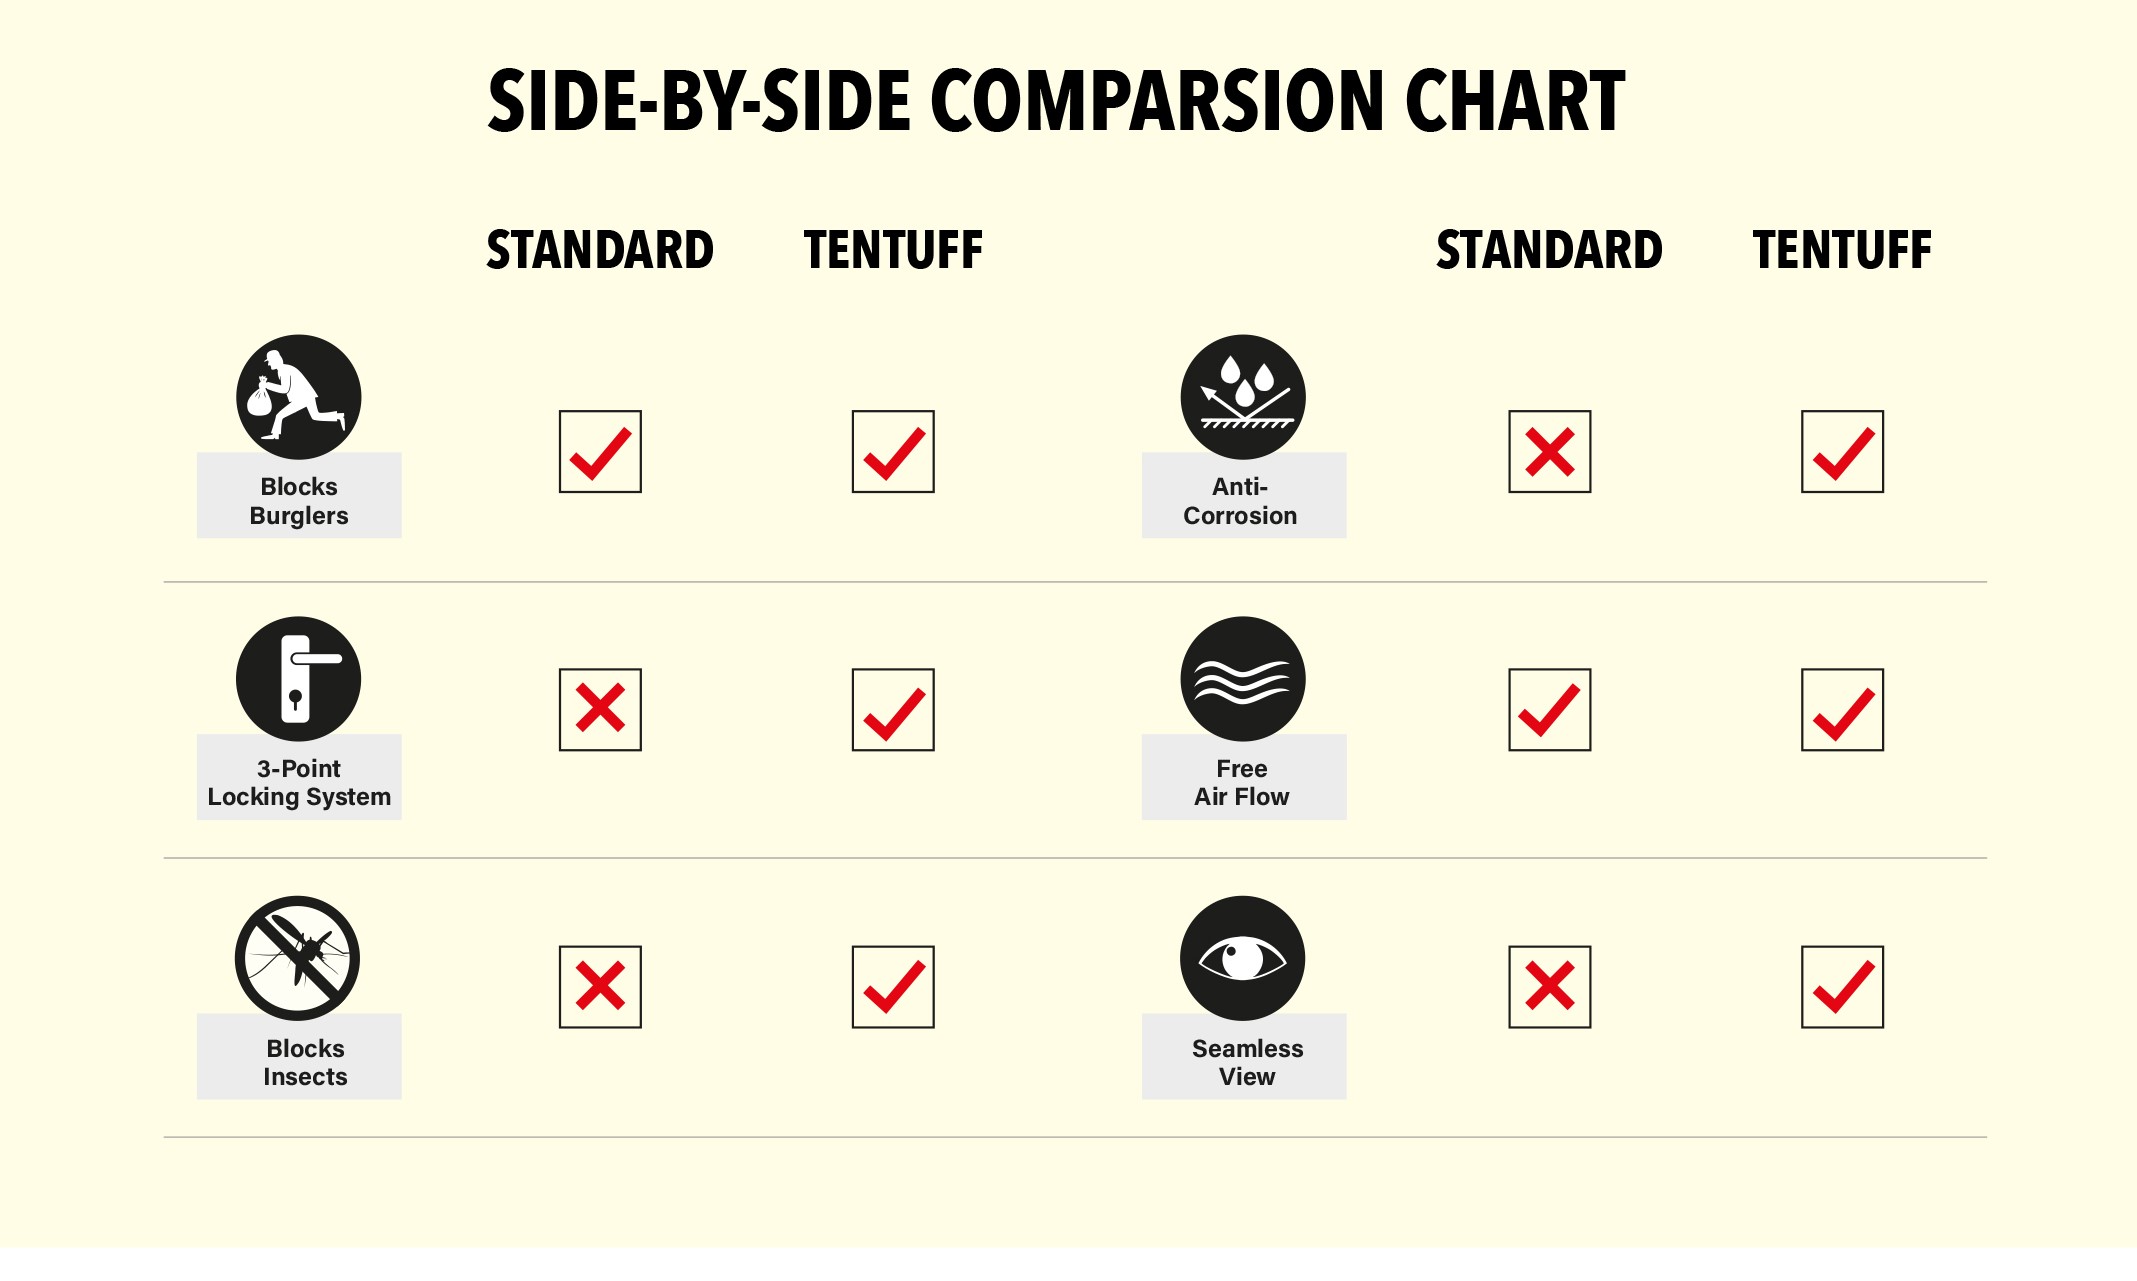 SIDE-BY-SIDE COMPARSION CHART
STANDARD TENTUFF STANDARD TENTUFF
Blocks
Burglers
Anti-
Corrosion
3-Point
Locking System
Free
Air Flow
Blocks
Insects
Seamless
View